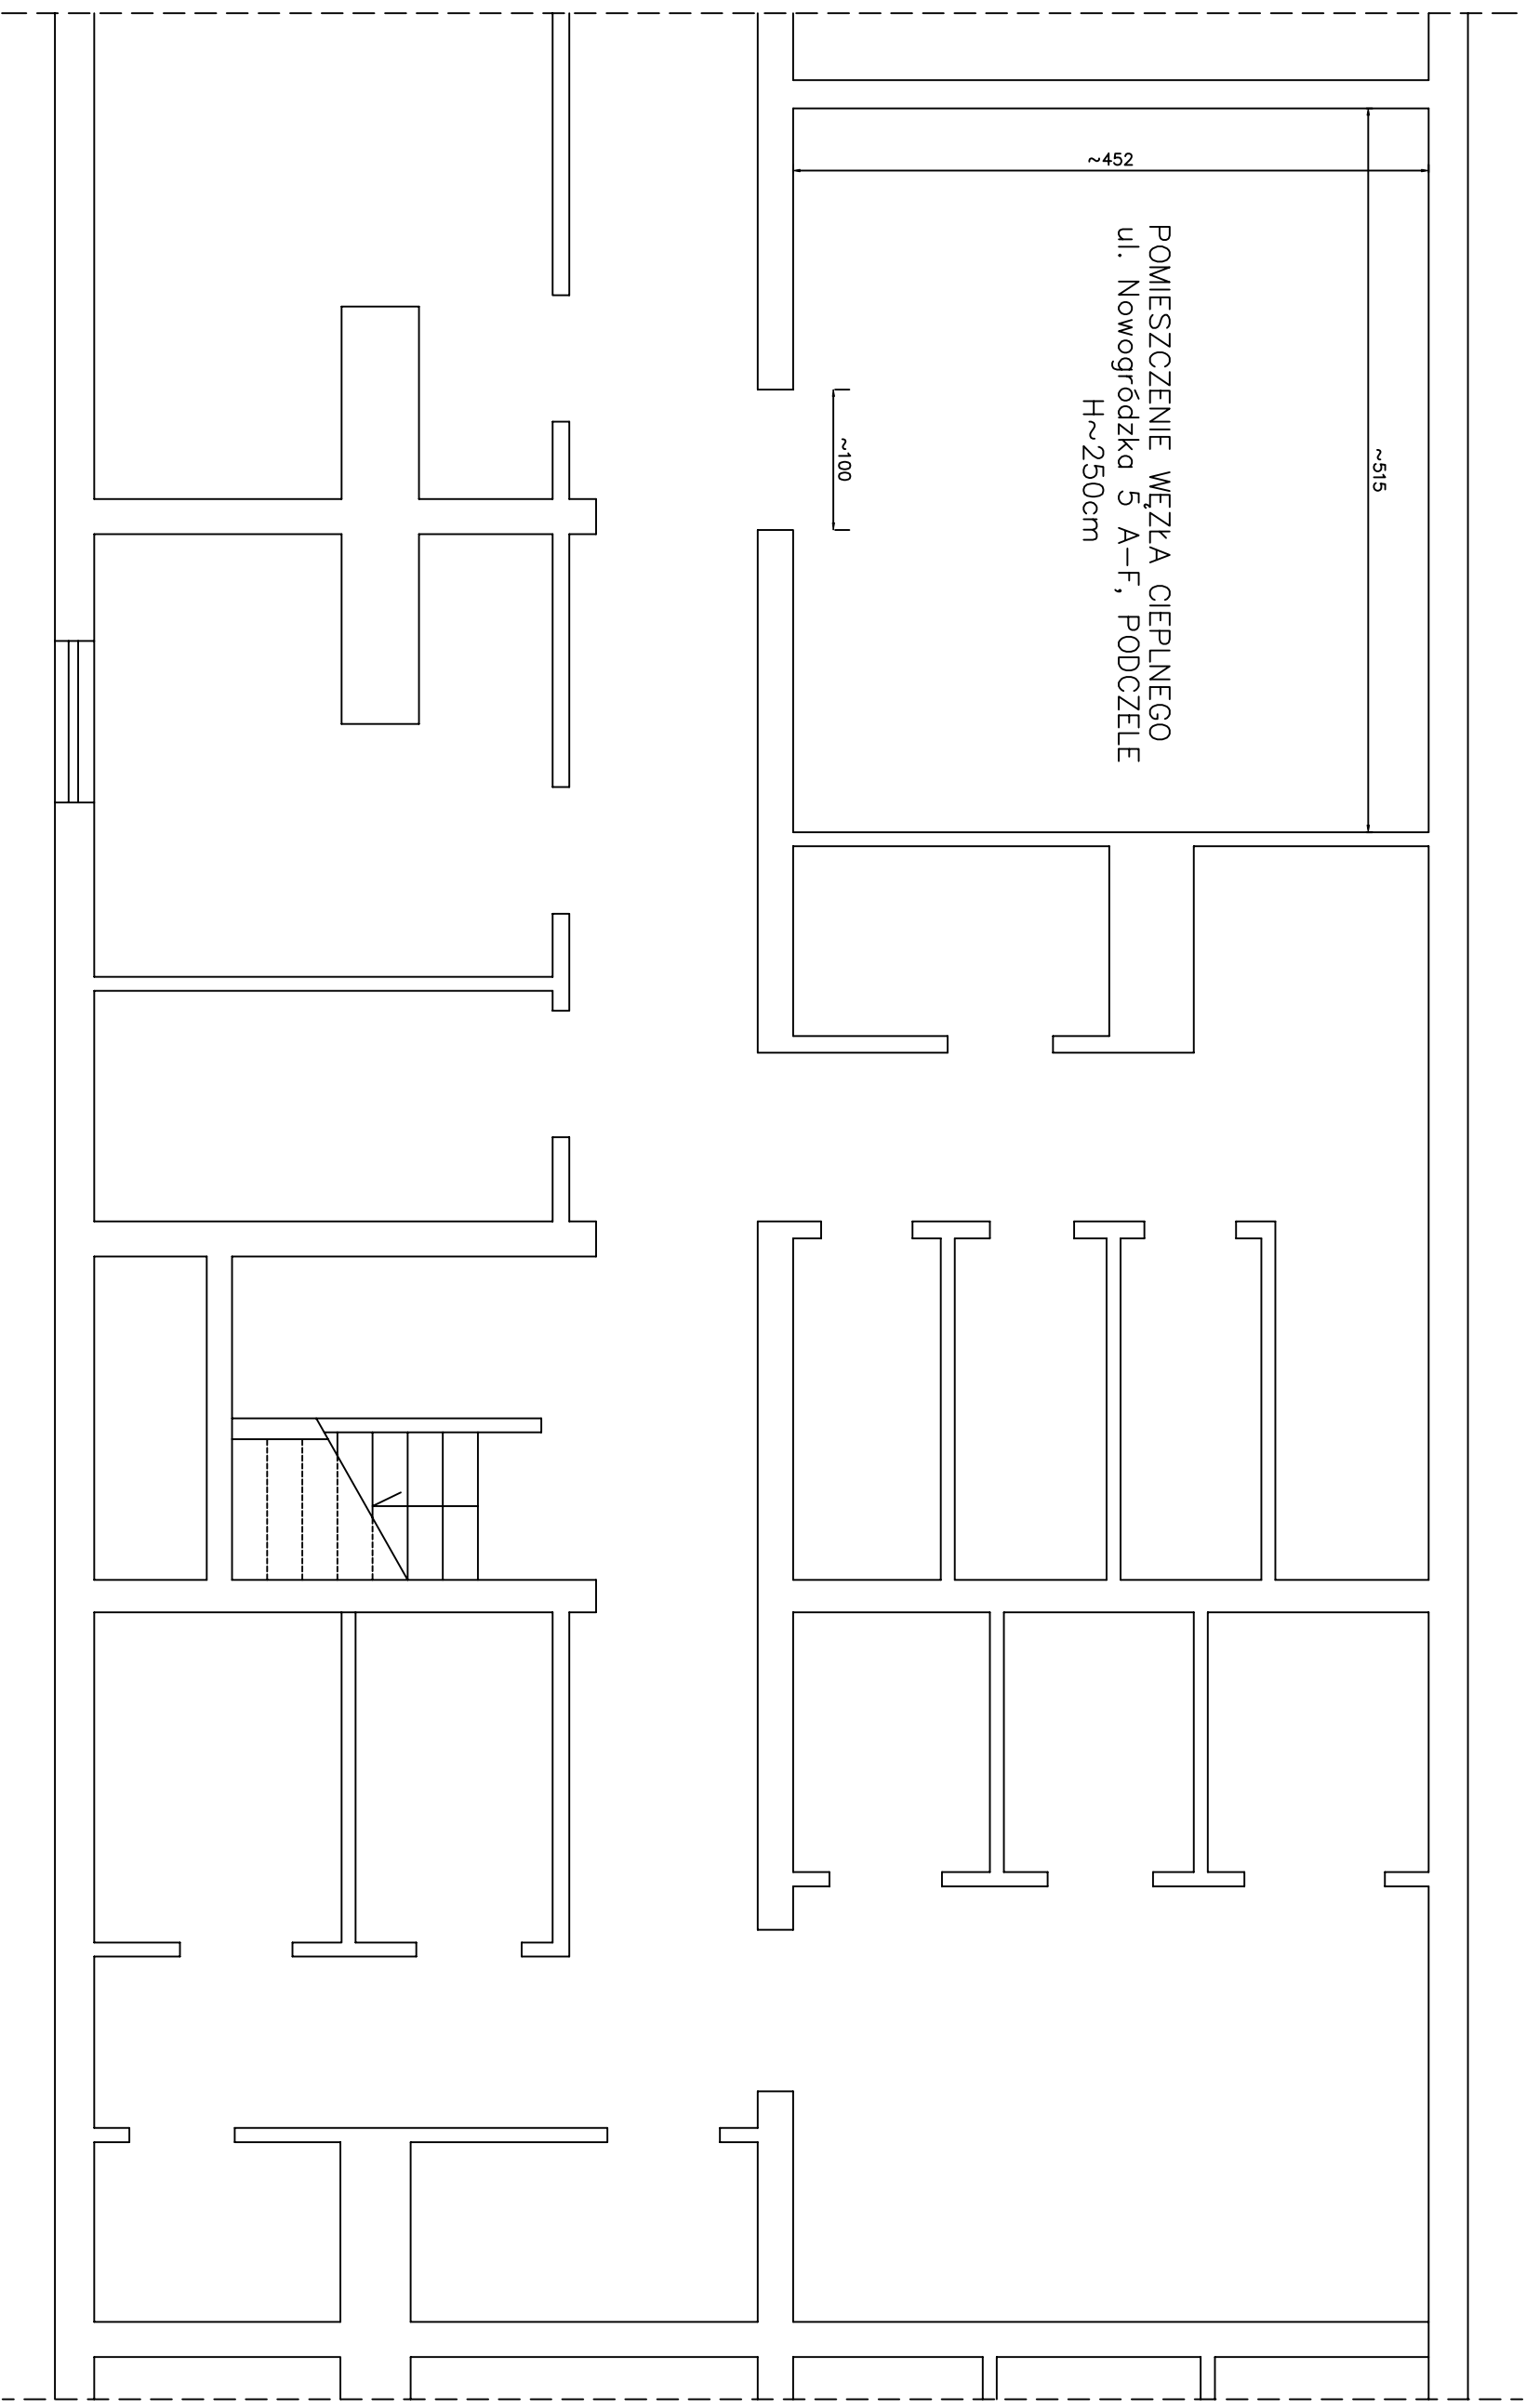 POMIESZCZENIE WĘZŁA CIEPLNEGO
ul. Nowogródzka 5 A-F, PODCZELE
H~250cm
~515
~452
~100